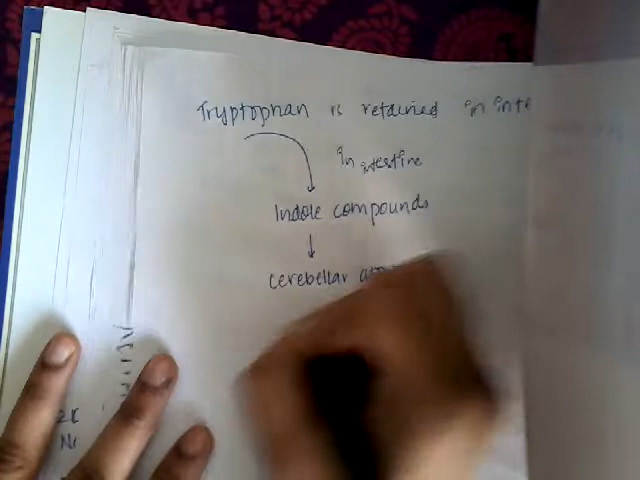 Tryptophan is retained in inte
in intestine
Indole compounds
cerebellar